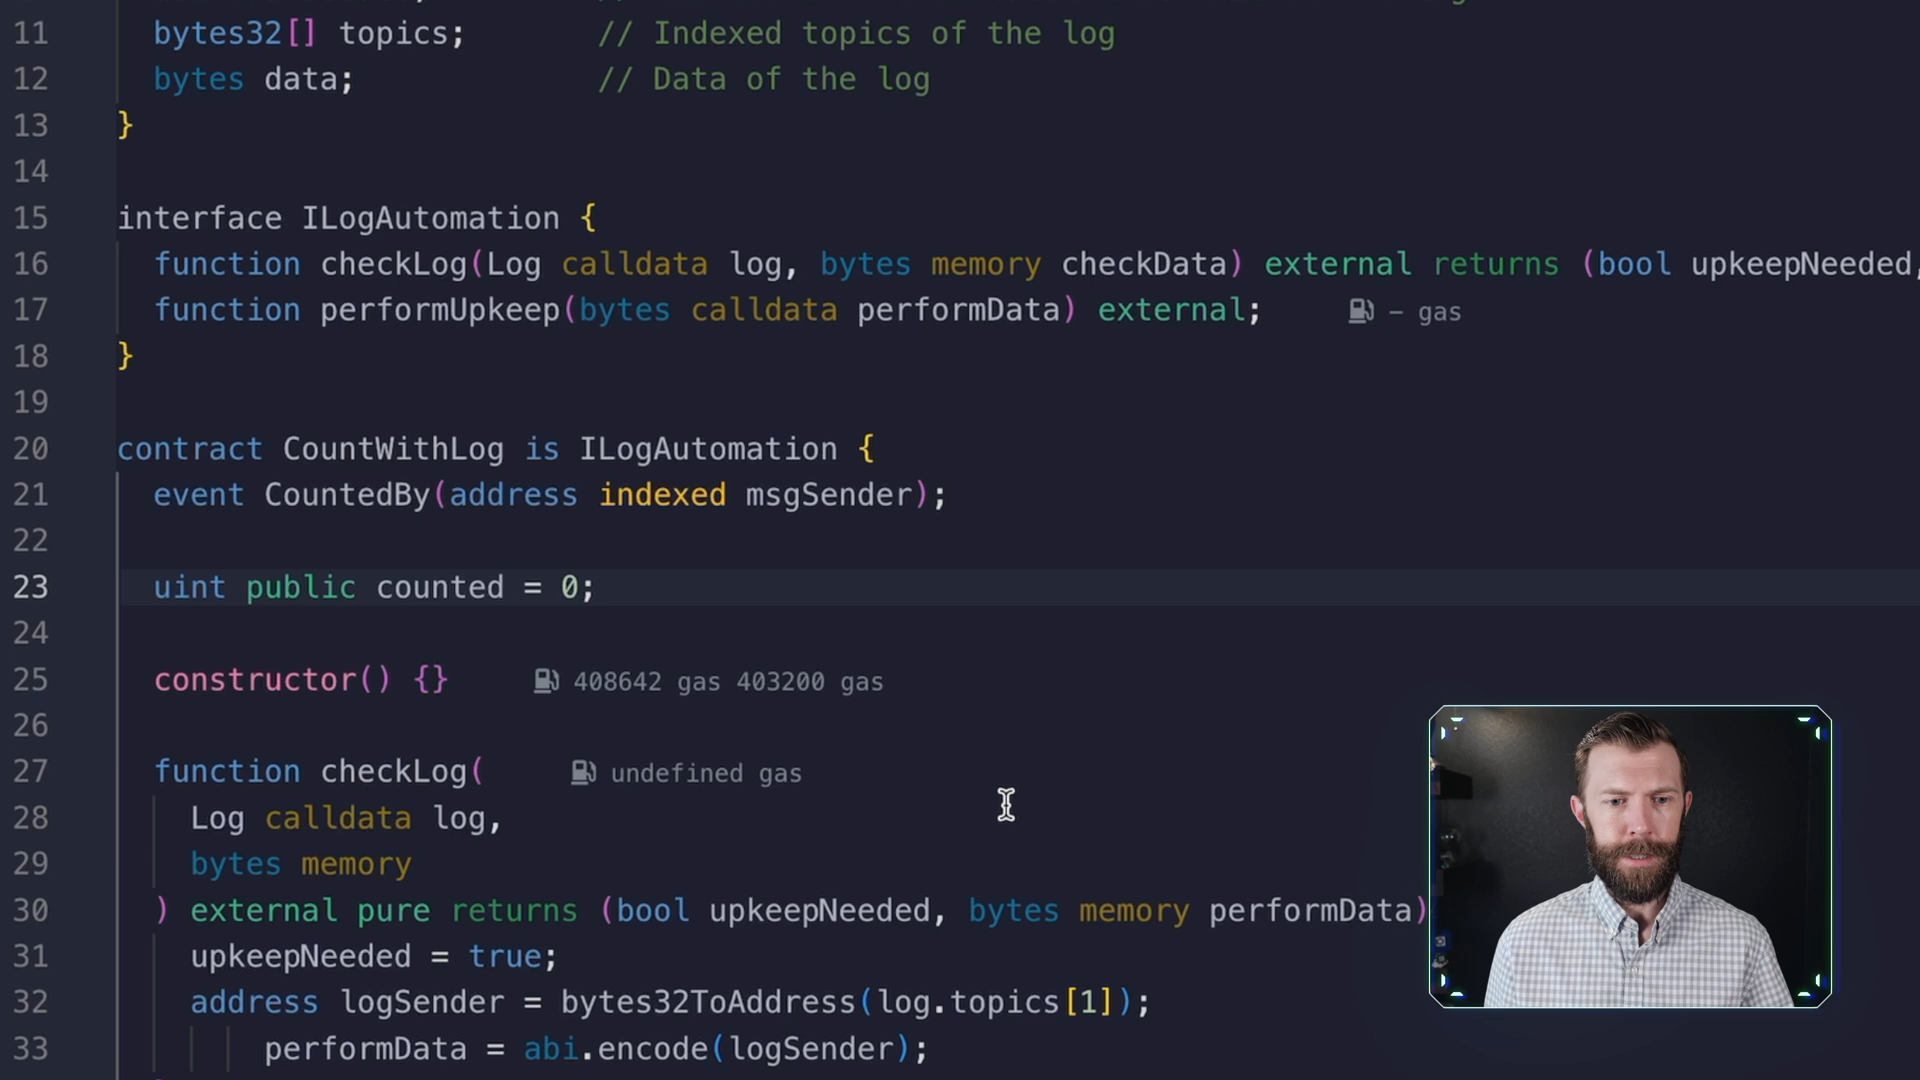 11 bytes32[] topics; // Indexed topics of the log
12 bytes data; // Data of the log
13 }
14
15 interface ILogAutomation {
16 function checkLog(Log calldata log, bytes memory checkData) external returns (bool upkeepNeeded,
17 function performUpkeep(bytes calldata performData) external; – gas
18 }
19
20 contract CountWithLog is ILogAutomation {
21 event CountedBy(address indexed msgSender);
22
23 uint public counted = 0;
24
25 constructor() {} 408642 gas 403200 gas
26
27 function checkLog( undefined gas
28 Log calldata log,
29 bytes memory
30 ) external pure returns (bool upkeepNeeded, bytes memory performData)
31 upkeepNeeded = true;
32 address logSender = bytes32ToAddress(log.topics[1]);
33 performData = abi.encode(logSender);